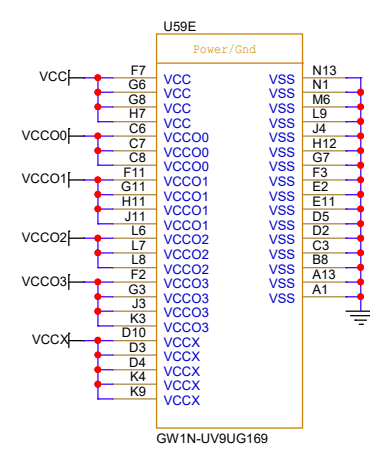 U59E
Power/Gnd
VCC F7 VCC VSS N13
G6 VCC VSS N1
G8 VCC VSS M6
H7 VCC VSS L9
VCCO0 C6 VCCO0 VSS J4
C7 VCCO0 VSS H12
C8 VCCO0 VSS G7
VCCO1 F11 VCCO1 VSS F3
G11 VCCO1 VSS E2
H11 VCCO1 VSS E11
J11 VCCO1 VSS D5
VCCO2 L6 VCCO2 VSS D2
L7 VCCO2 VSS C3
L8 VCCO2 VSS B8
VCCO3 F2 VCCO3 VSS A13
G3 VCCO3 VSS A1
J3 VCCO3
K3 VCCO3
VCCX D10 VCCX
D3 VCCX
D4 VCCX
K4 VCCX
K9 VCCX
GW1N-UV9UG169